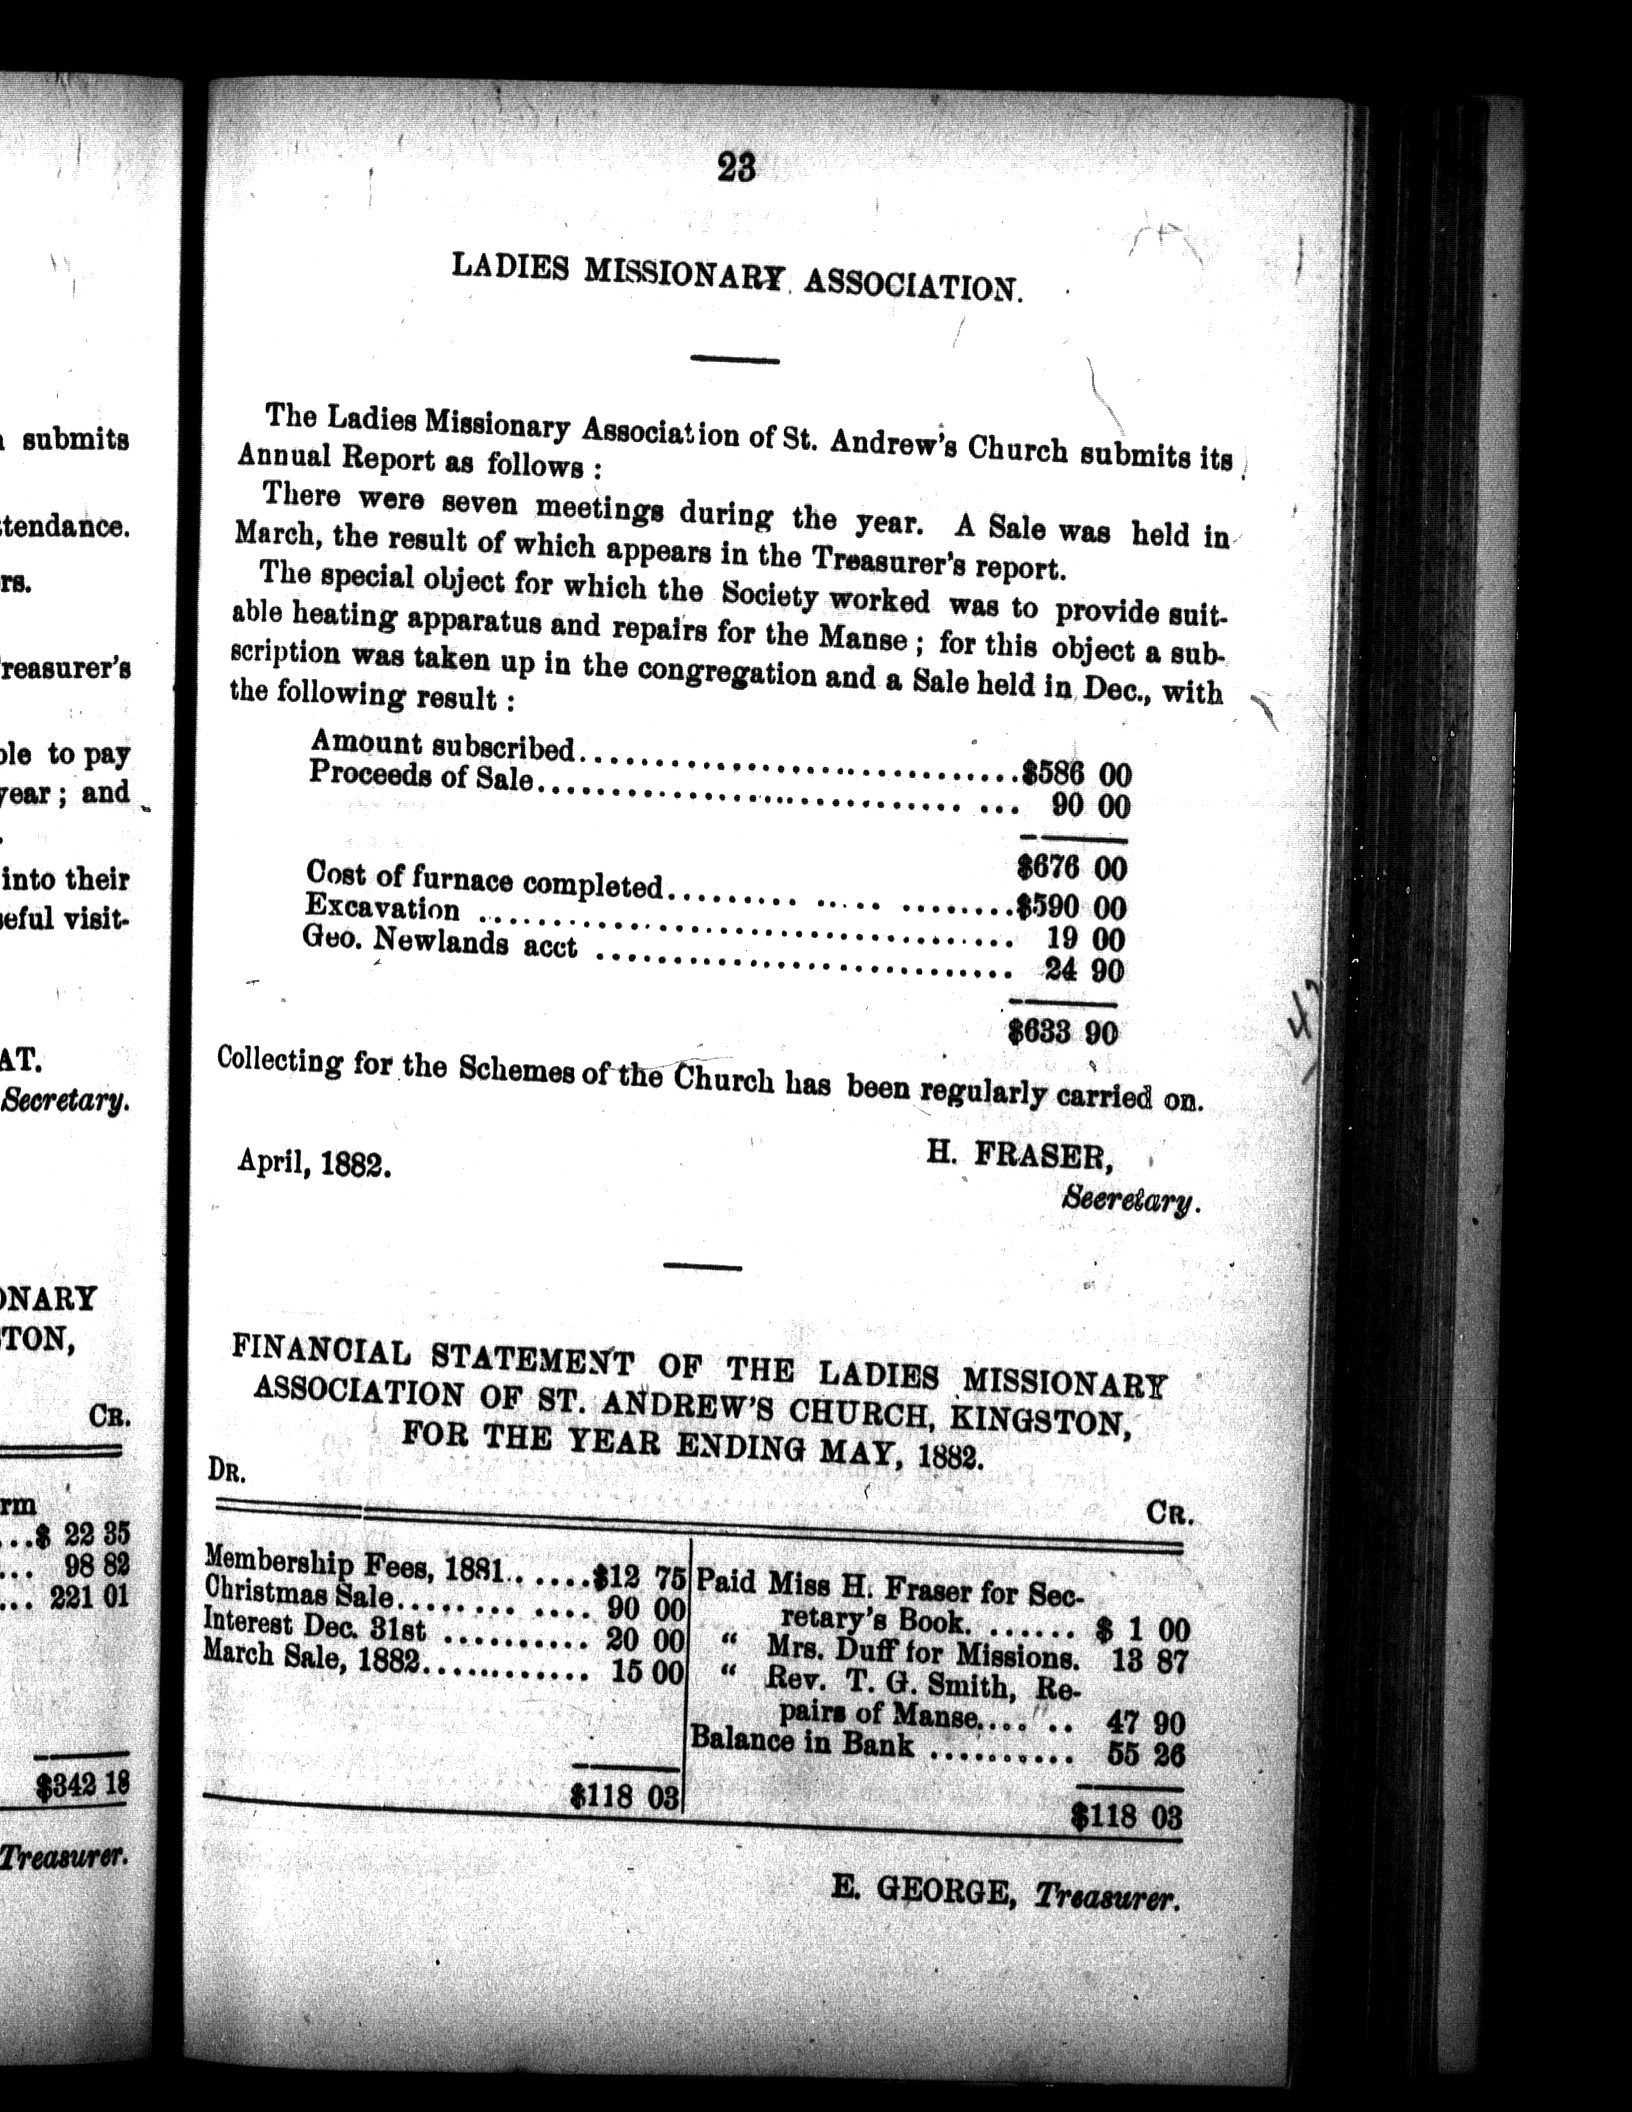 submits
tendance.
rs.
reasurer's
ble to pay
year ; and
into their
eful visit-
AT.
Secretary.
ONARY
TON,
CR.
rm
...$ 22 35
... 98 82
... 221 01
$342 18
Treasurer.
23
LADIES MISSIONARY ASSOCIATION.
The Ladies Missionary Association of St. Andrew's Church submits its
Annual Report as follows :
There were seven meetings during the year. A Sale was held in
March, the result of which appears in the Treasurer's report.
The special object for which the Society worked was to provide suit-
able heating apparatus and repairs for the Manse ; for this object a sub-
scription was taken up in the congregation and a Sale held in Dec., with
the following result :
Amount subscribed..............................$586 00
Proceeds of Sale............................... 90 00
$676 00
Cost of furnace completed......... ..... ........$590 00
Excavation .................................... 19 00
Geo. Newlands acct ............................ 24 90
$633 90
Collecting for the Schemes of the Church has been regularly carried on.
H. FRASER,
April, 1882.
Secretary.
FINANCIAL STATEMENT OF THE LADIES MISSIONARY
ASSOCIATION OF ST. ANDREW'S CHURCH, KINGSTON,
FOR THE YEAR ENDING MAY, 1882.
DR.
CR.
Membership Fees, 1881.. .....$12 75
Christmas Sale........ .... 90 00
Interest Dec. 31st .......... 20 00
March Sale, 1882............ 15 00
$118 03
Paid Miss H. Fraser for Sec-
retary's Book. ...... $ 1 00
“ Mrs. Duff for Missions. 13 87
“ Rev. T. G. Smith, Re-
pairs of Manse.... .. 47 90
Balance in Bank .......... 55 26
$118 03
E. GEORGE, Treasurer.